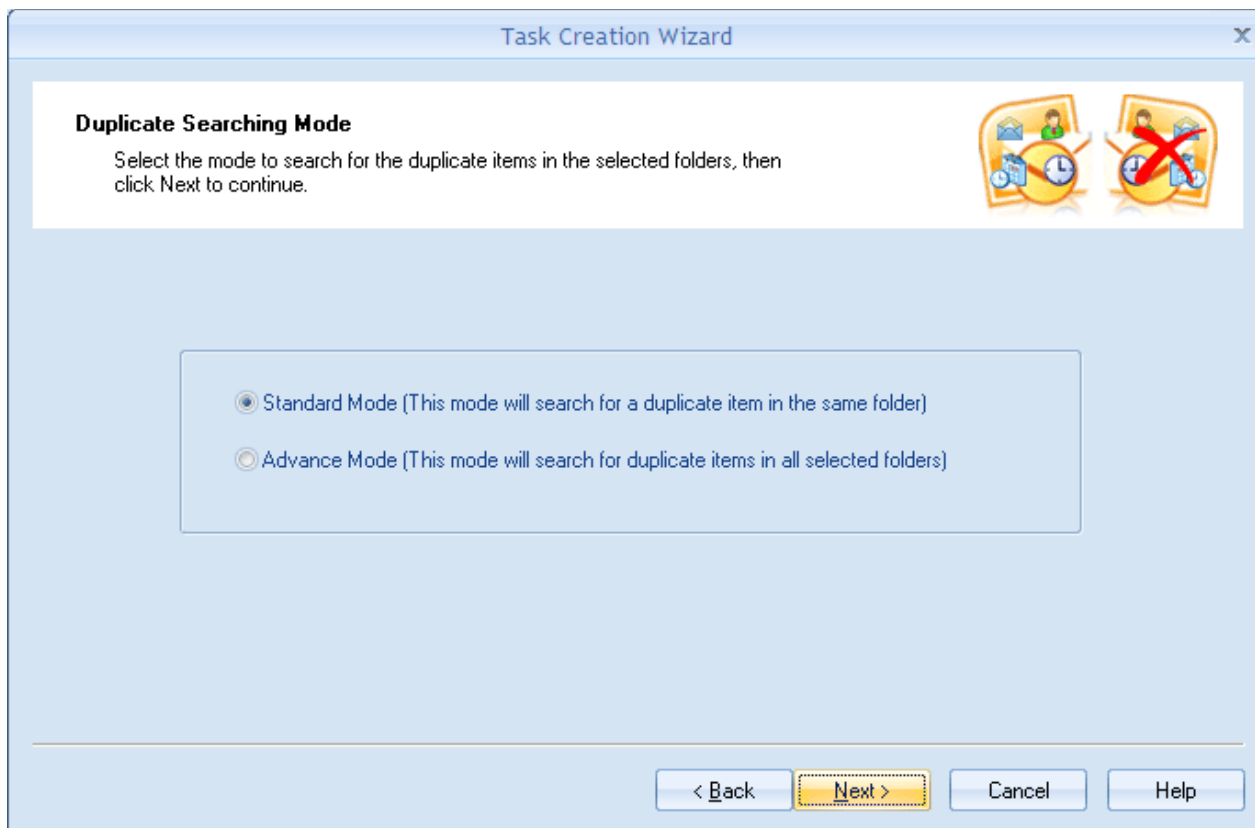 Task Creation Wizard
X
Duplicate Searching Mode
Select the mode to search for the duplicate items in the selected folders, then
click Next to continue.
Standard Mode (This mode will search for a duplicate item in the same folder)
Advance Mode (This mode will search for duplicate items in all selected folders)
< Back
Next >
Cancel
Help